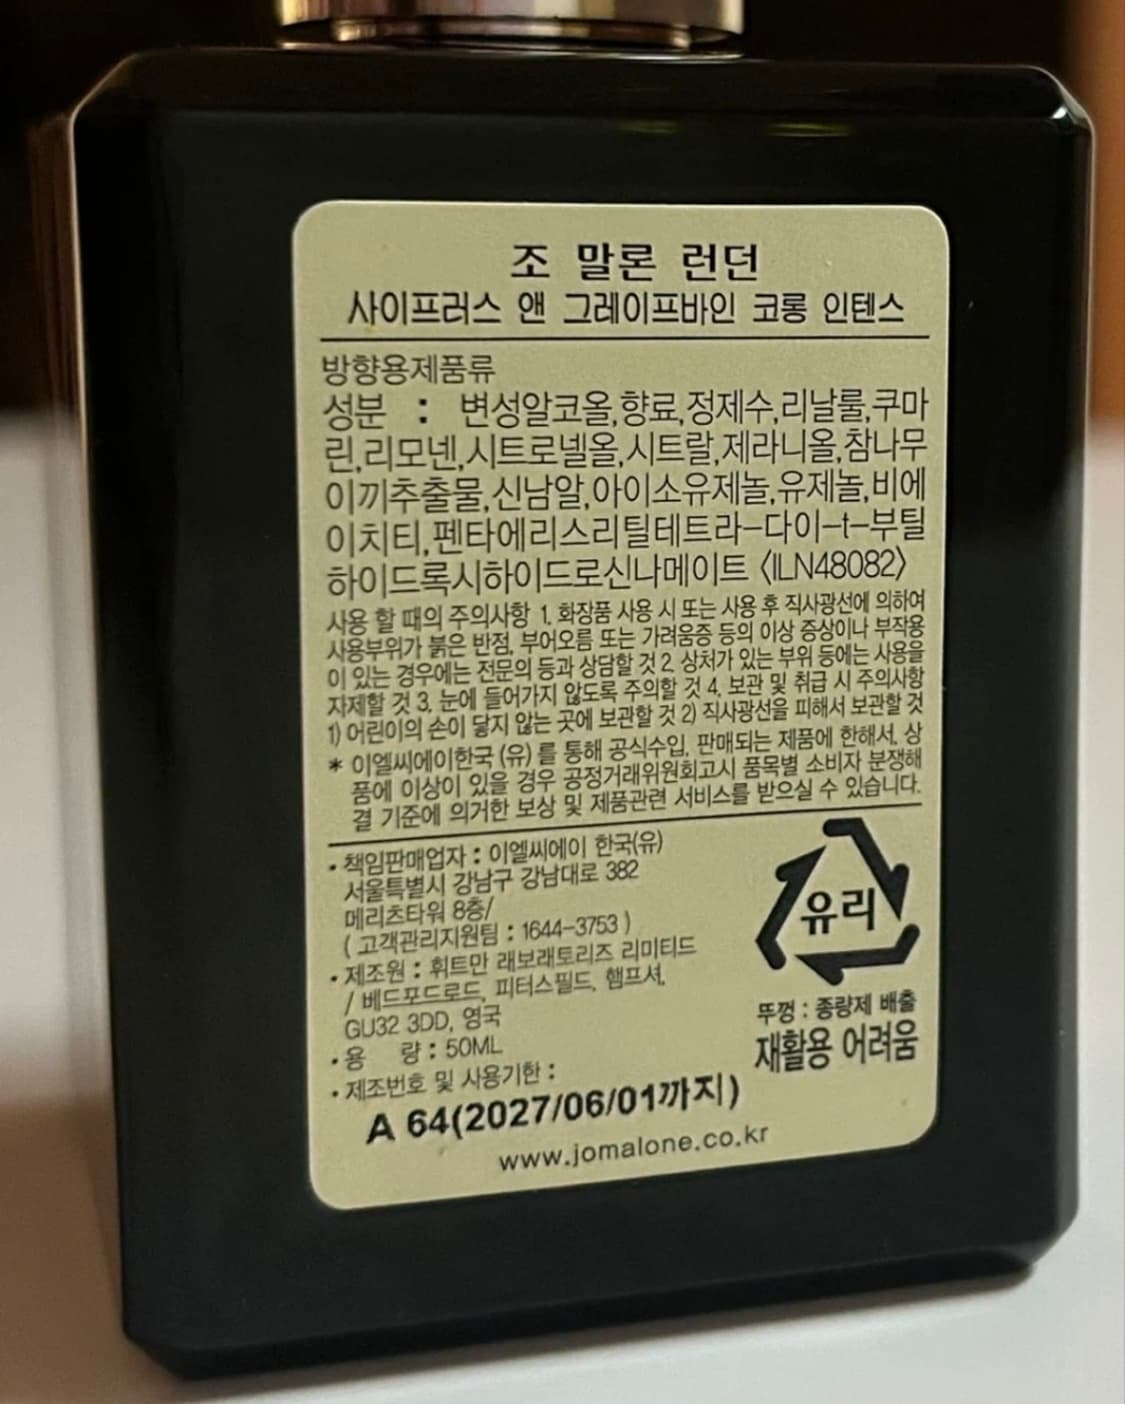 조 말론 런던
사이프러스 앤 그레이프바인 코롱 인텐스
방향용제품류
성분 : 변성알코올,향료,정제수,리날룰,쿠마
린,리모넨,시트로넬올,시트랄,제라니올,참나무
이끼추출물,신남알,아이소유제놀,유제놀,비에
이치티,펜타에리스리틸테트라-다이-t-부틸
하이드록시하이드로신나메이트 <ILN48082>
사용 할 때의 주의사항 1. 화장품 사용 시 또는 사용 후 직사광선에 의하여
사용부위가 붉은 반점, 부어오름 또는 가려움증 등의 이상 증상이나 부작용
이 있는 경우에는 전문의 등과 상담할 것 2. 상처가 있는 부위 등에는 사용을
자제할 것 3. 눈에 들어가지 않도록 주의할 것 4. 보관 및 취급 시 주의사항
1) 어린이의 손이 닿지 않는 곳에 보관할 것 2) 직사광선을 피해서 보관할 것
* 이엘씨에이한국 (유) 를 통해 공식수입, 판매되는 제품에 한해서, 상
품에 이상이 있을 경우 공정거래위원회고시 품목별 소비자 분쟁해
결 기준에 의거한 보상 및 제품관련 서비스를 받으실 수 있습니다.
• 책임판매업자 : 이엘씨에이 한국(유)
서울특별시 강남구 강남대로 382
메리츠타워 8층/
( 고객관리지원팀 : 1644-3753 )
• 제조원 : 휘트만 래보래토리즈 리미티드
/ 베드포드로드, 피터스필드, 햄프셔,
GU32 3DD, 영국
• 용 량 : 50ML
• 제조번호 및 사용기한 :
A 64(2027/06/01까지)
www.jomalone.co.kr
유리
뚜껑 : 종량제 배출
재활용 어려움